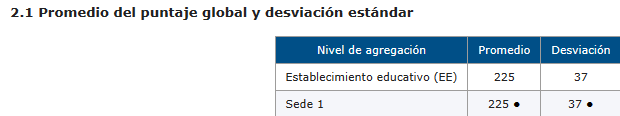 2.1 Promedio del puntaje global y desviación estándar
Nivel de agregación Promedio Desviación
Establecimiento educativo (EE) 225 37
Sede 1 225 ● 37 ●